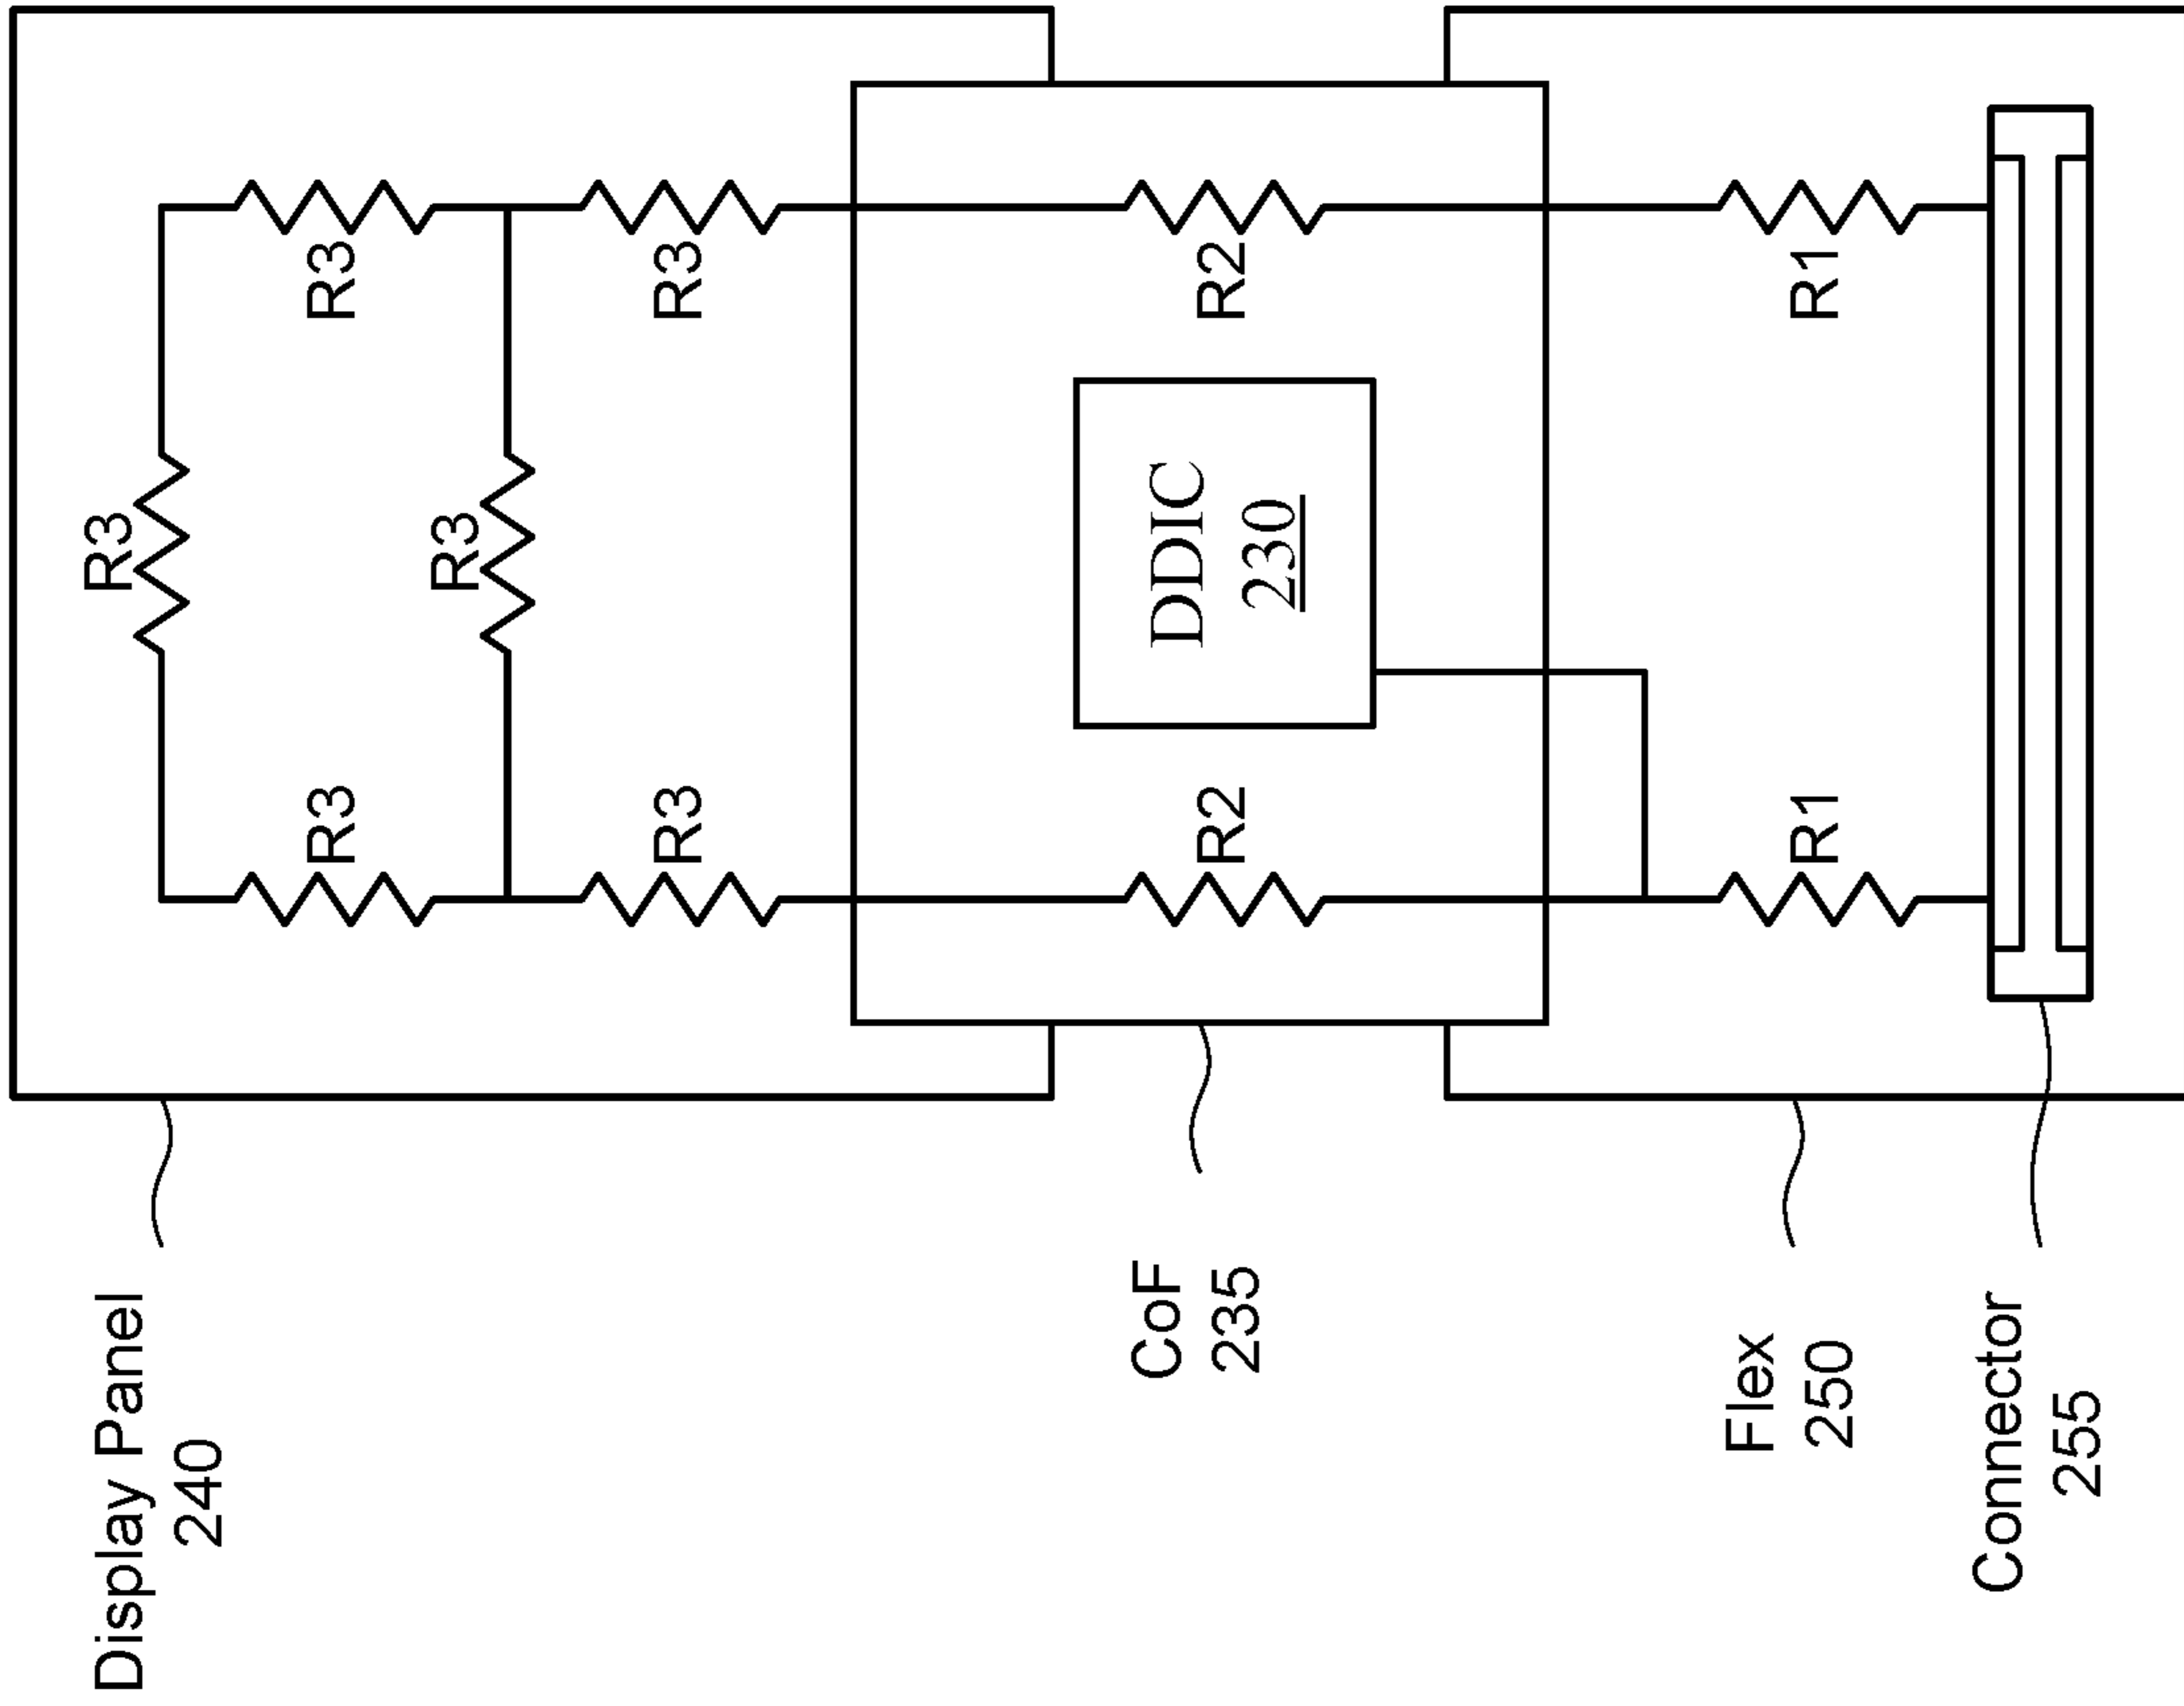 Display Panel
240
CoF
235
Flex
250
Connector
255
R3
R3
R3
R3
R3
R3
R2
R2
DDIC
230
R1
R1